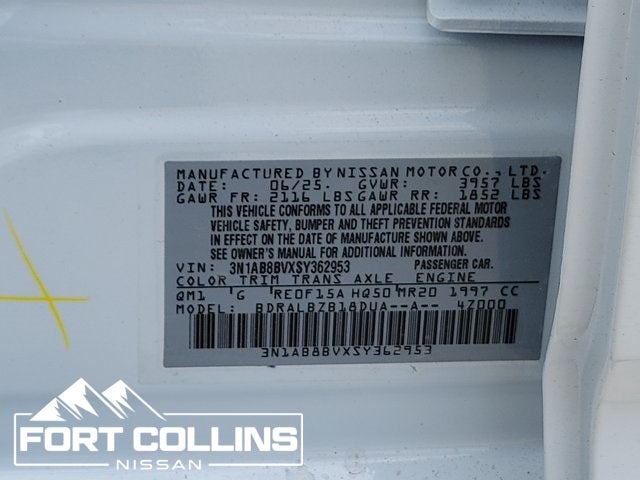 MANUFACTURED BY NISSAN MOTOR CO., LTD.
DATE: 06/25. GVWR: 3957 LBS
GAWR FR: 2116 LBS GAWR RR: 1852 LBS
THIS VEHICLE CONFORMS TO ALL APPLICABLE FEDERAL MOTOR
VEHICLE SAFETY, BUMPER AND THEFT PREVENTION STANDARDS
IN EFFECT ON THE DATE OF MANUFACTURE SHOWN ABOVE.
SEE OWNER'S MANUAL FOR ADDITIONAL INFORMATION.
VIN: 3N1AB8BVXSY362953 PASSENGER CAR.
COLOR TRIM TRANS AXLE ENGINE
QM1 G RE0F15A HQ50 MR20 1997 CC
MODEL: BDRALBZB18DUA--A-- 4Z000
3N1AB8BVXSY362953
FORT COLLINS
NISSAN